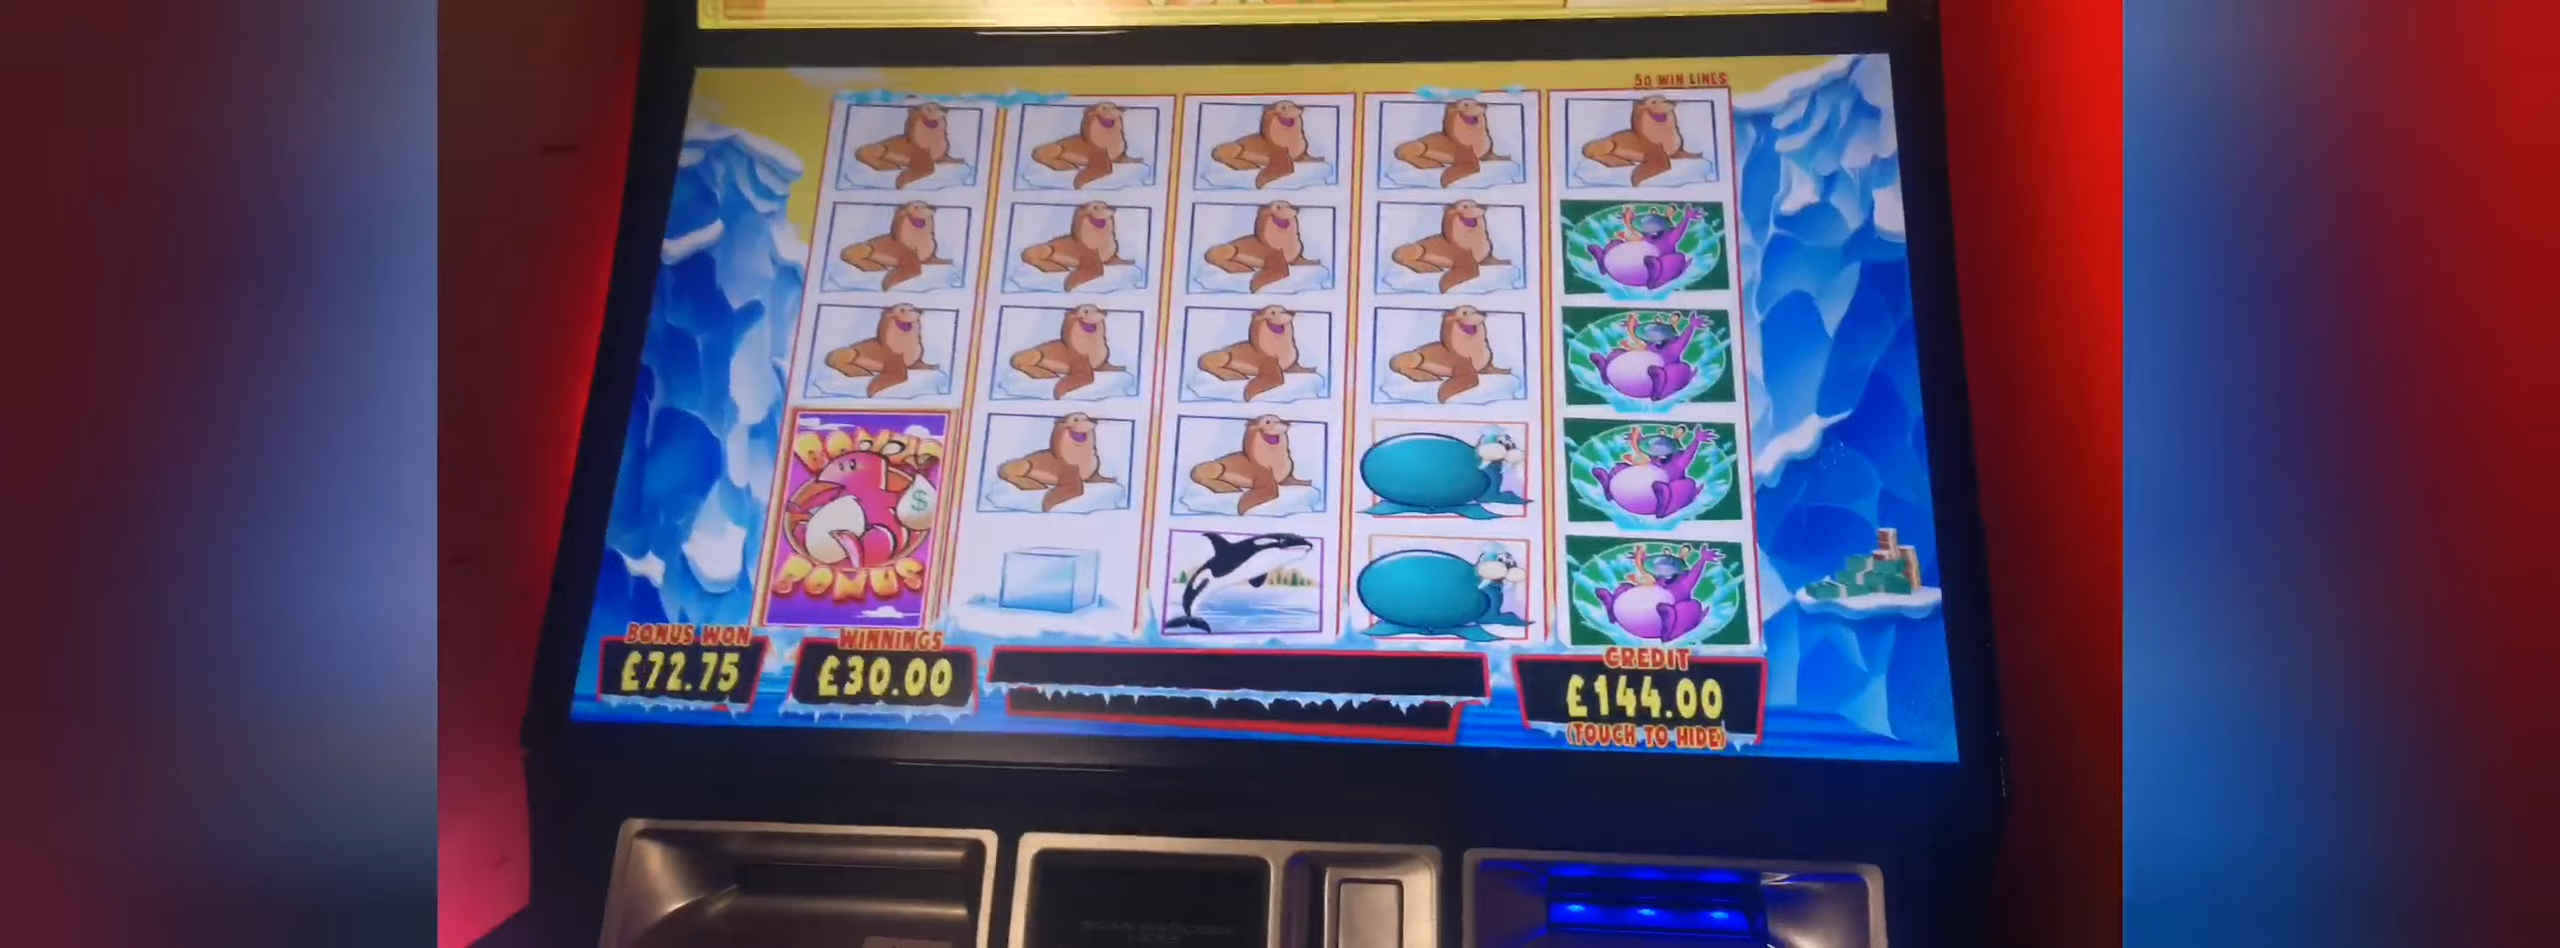 50 WIN LINES
BONUS
$
BONUS
BONUS WON
£72.75
WINNINGS
£30.00
CREDIT
£144.00
(TOUCH TO HIDE)